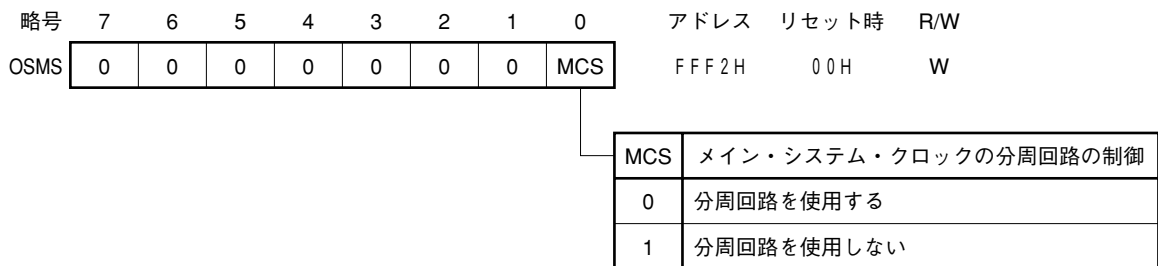 略号 7 6 5 4 3 2 1 0 アドレス リセット時 R/W
OSMS 0 0 0 0 0 0 0 MCS FFF2H 00H W
MCS メイン・システム・クロックの分周回路の制御
0 分周回路を使用する
1 分周回路を使用しない